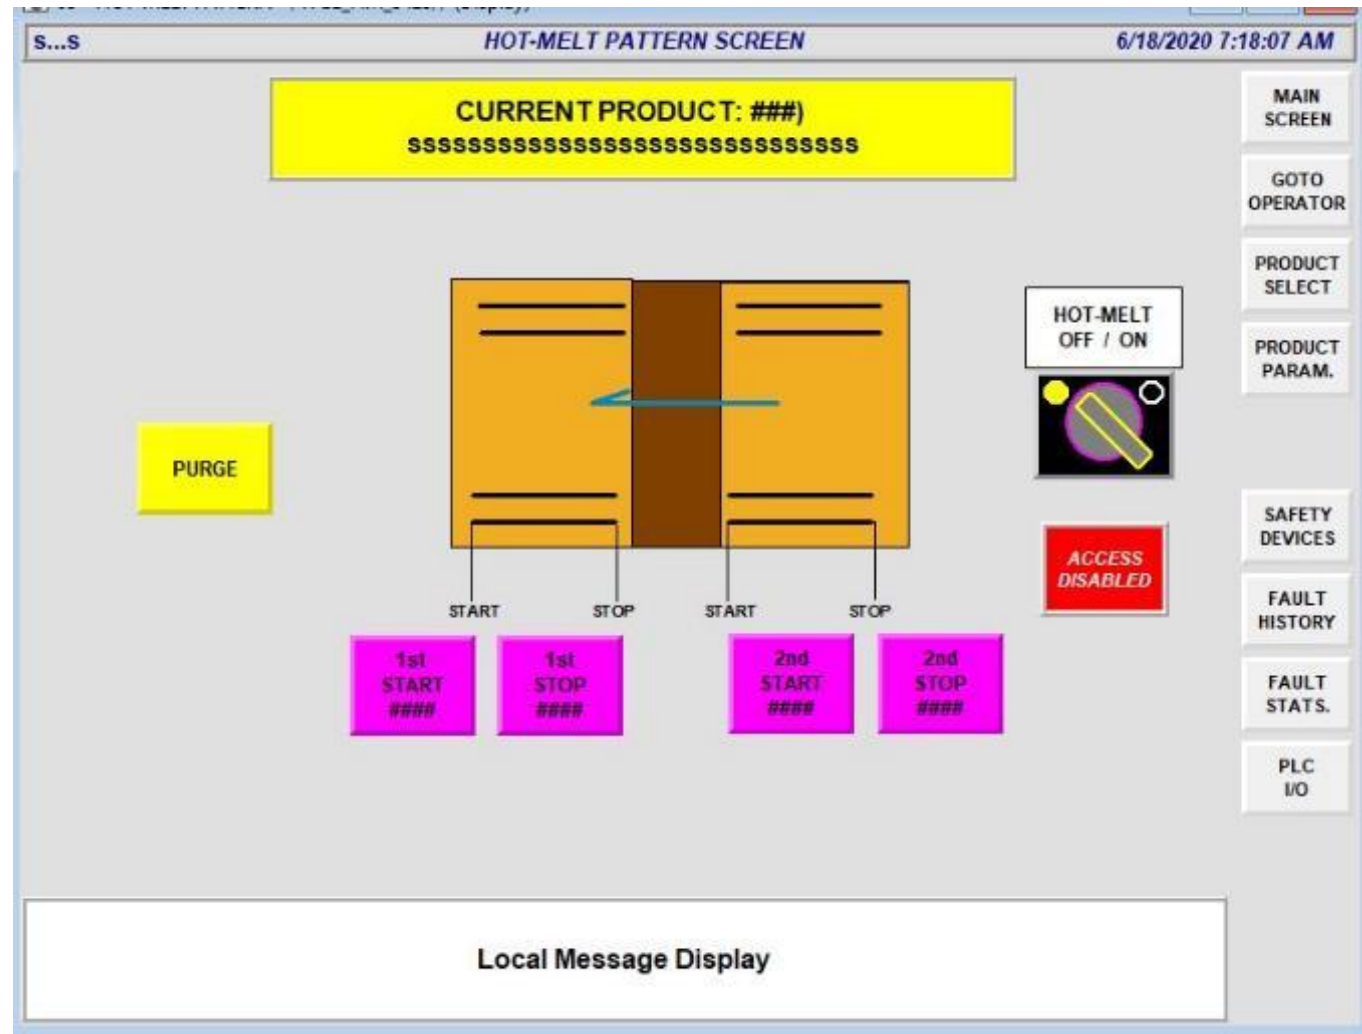 s...s
HOT-MELT PATTERN SCREEN
6/18/2020 7:18:07 AM
CURRENT PRODUCT: ###)
ssssssssssssssssssssssssssssss
MAIN
SCREEN
GOTO
OPERATOR
PRODUCT
SELECT
PRODUCT
PARAM.
HOT-MELT
OFF / ON
PURGE
ACCESS
DISABLED
SAFETY
DEVICES
FAULT
HISTORY
FAULT
STATS.
PLC
I/O
START
STOP
START
STOP
1st
START
####
1st
STOP
####
2nd
START
####
2nd
STOP
####
Local Message Display